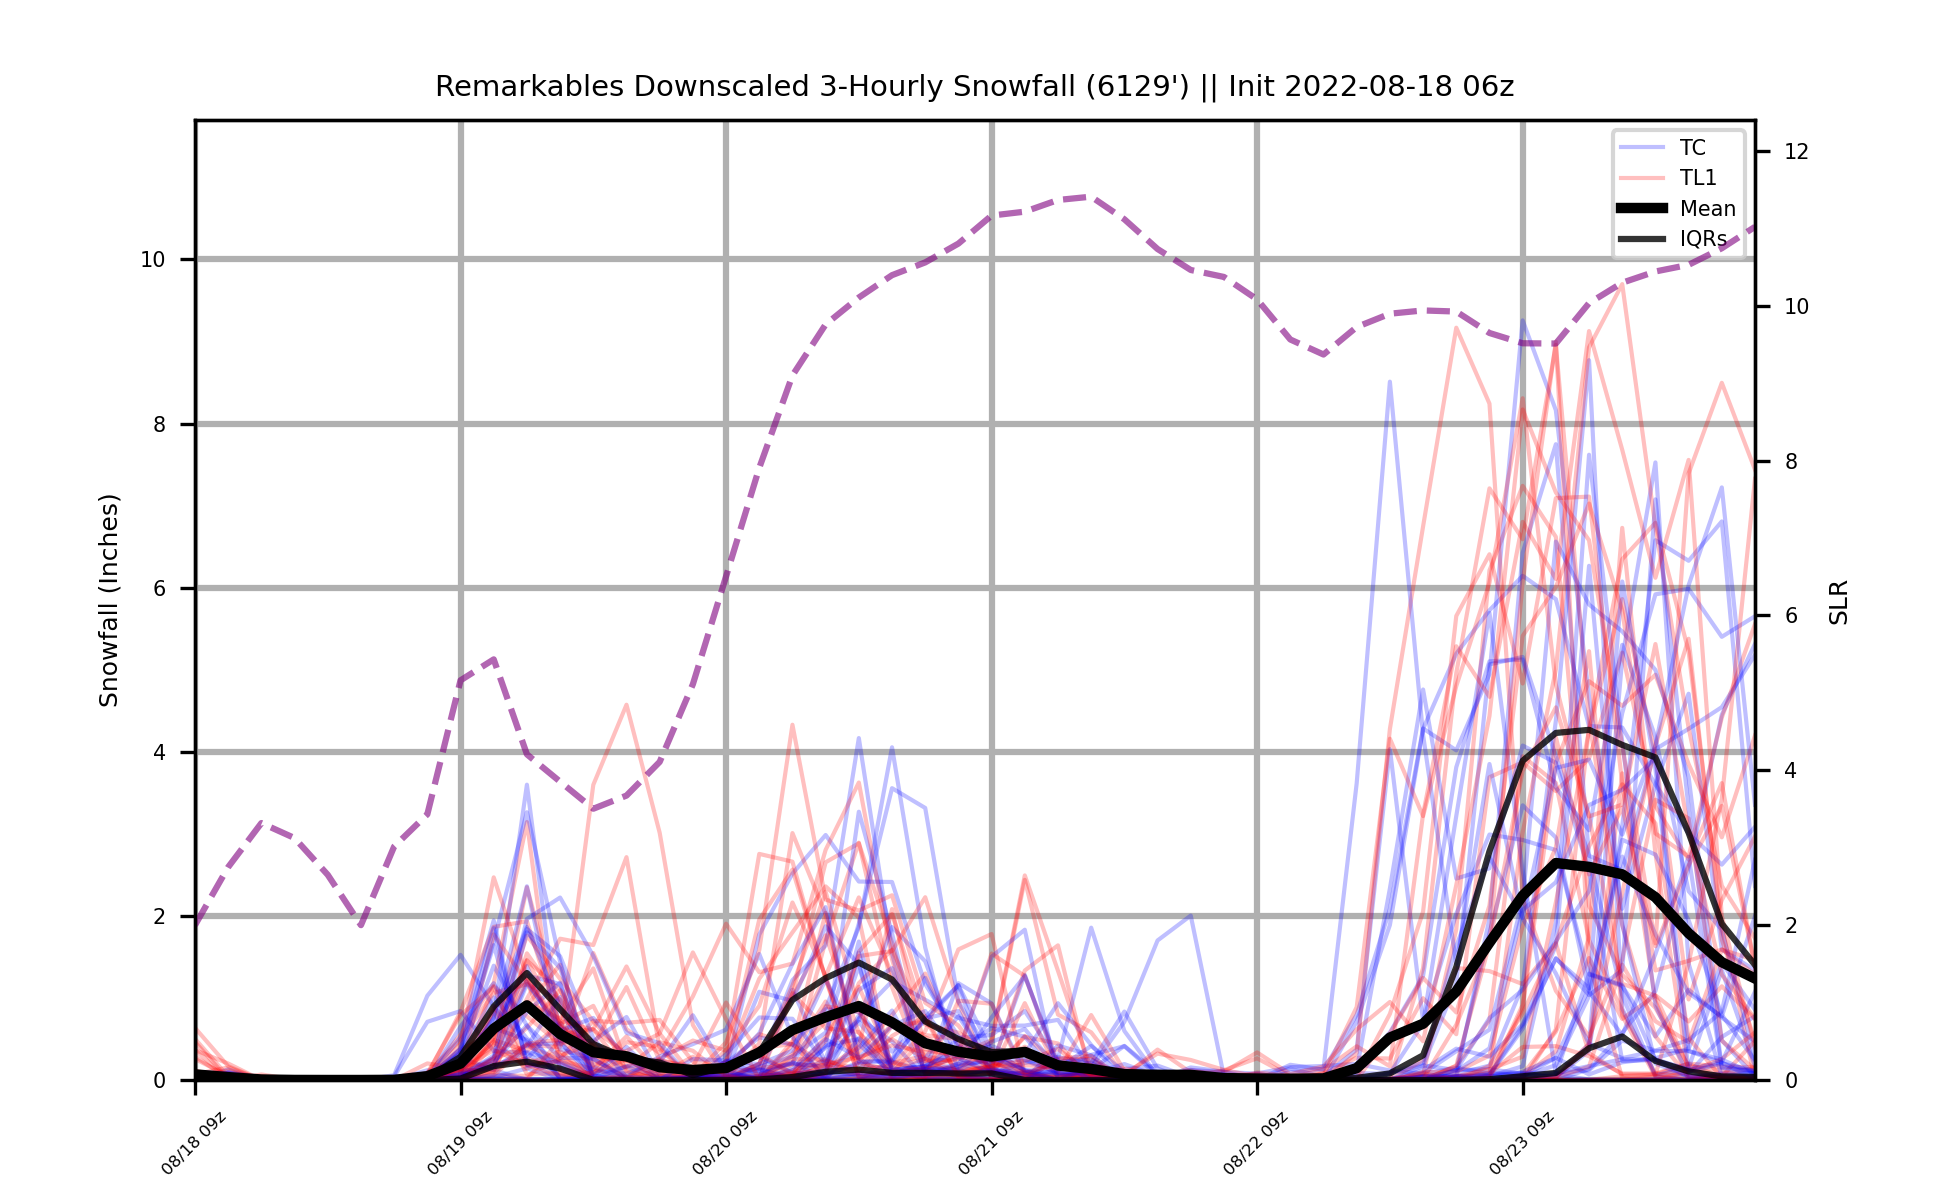 Remarkables Downscaled 3-Hourly Snowfall (6129') || Init 2022-08-18 06z
TC
TL1
Mean
IQRs
Snowfall (Inches)
10
8
6
4
2
0
12
10
8
6
4
2
0
SLR
08/18 09z
08/19 09z
08/20 09z
08/21 09z
08/22 09z
08/23 09z